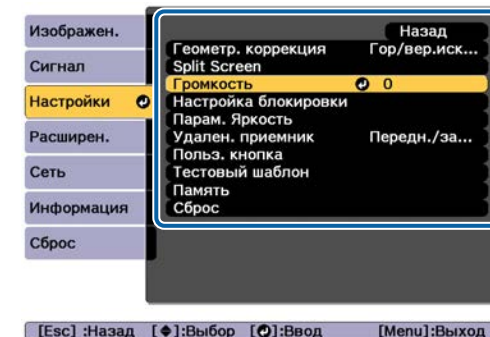 Изображен.
Сигнал
Настройки
Расширен.
Сеть
Информация
Сброс
Назад
Геометр. коррекция Гор/вер.иск...
Split Screen
Громкость 0
Настройка блокировки
Парам. Яркость
Удален. приемник Передн./за...
Польз. кнопка
Тестовый шаблон
Память
Сброс
[Esc] :Назад [◆]:Выбор [⏎]:Ввод [Menu]:Выход